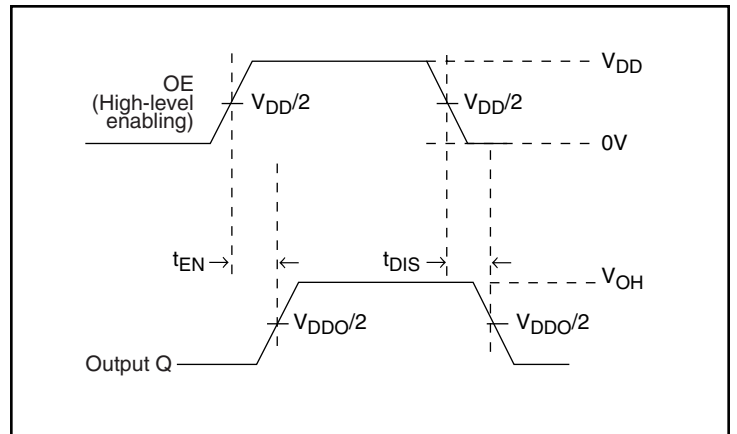 V_DD
OE
(High-level
enabling)
V_DD/2
V_DD/2
0V
t_EN
t_DIS
V_OH
V_DDO/2
V_DDO/2
Output Q